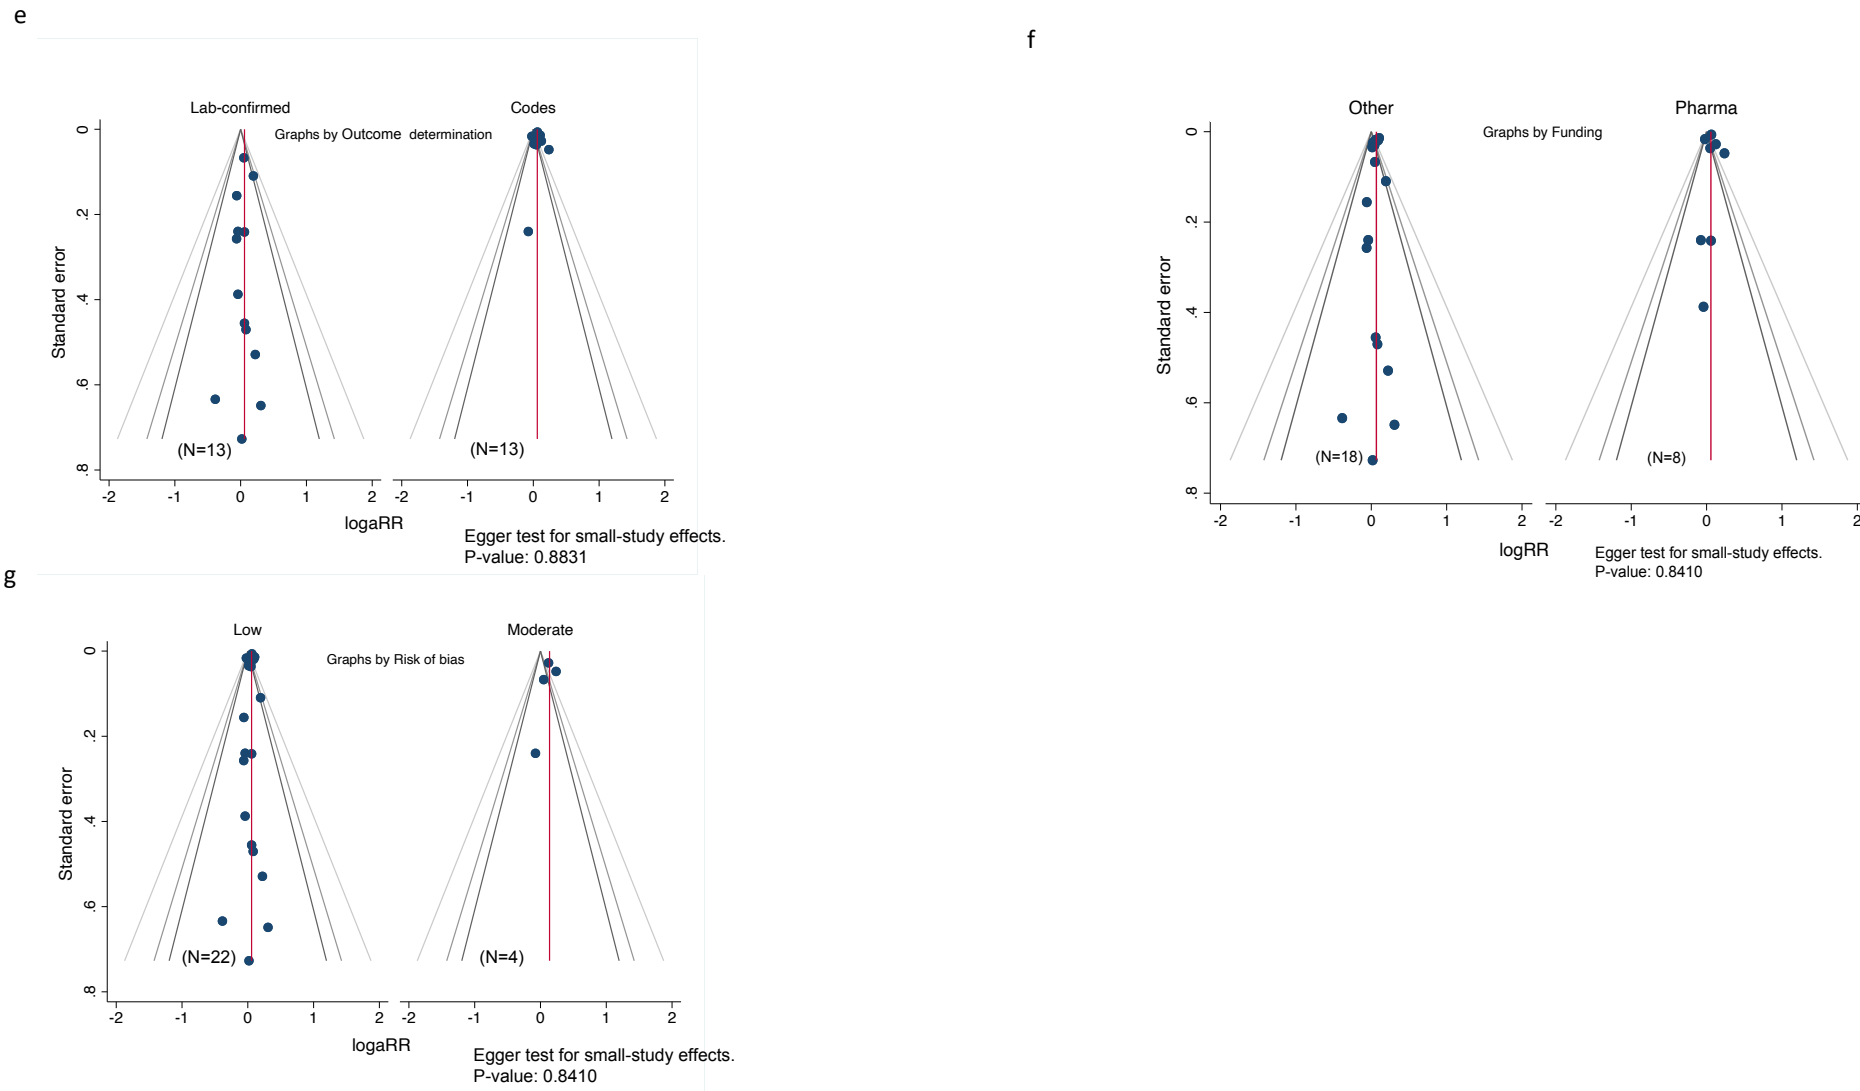 e
Lab-confirmed
Codes
Graphs by Outcome determination
Standard error
0
.2
.4
.6
.8
(N=13)
(N=13)
-2 -1 0 1 2
-2 -1 0 1 2
logaRR
Egger test for small-study effects.
P-value: 0.8831
f
Other
Pharma
Graphs by Funding
Standard error
0
.2
.4
.6
.8
(N=18)
(N=8)
-2 -1 0 1 2
-2 -1 0 1 2
logRR
Egger test for small-study effects.
P-value: 0.8410
g
Low
Moderate
Graphs by Risk of bias
Standard error
0
.2
.4
.6
.8
(N=22)
(N=4)
-2 -1 0 1 2
-2 -1 0 1 2
logaRR
Egger test for small-study effects.
P-value: 0.8410